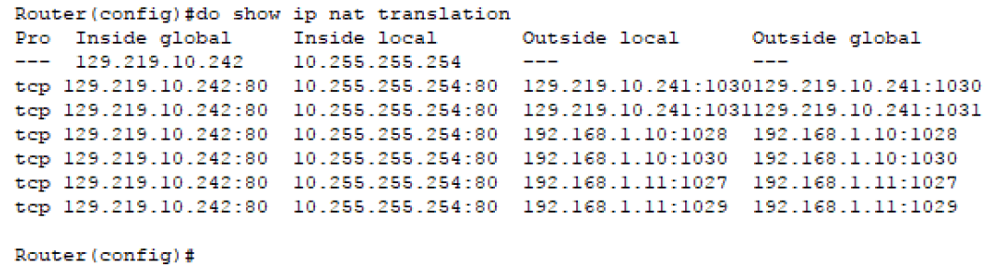 Router(config)#do show ip nat translation
Pro  Inside global     Inside local       Outside local      Outside global
---  129.219.10.242    10.255.255.254     ---                ---
tcp 129.219.10.242:80  10.255.255.254:80  129.219.10.241:1030129.219.10.241:1030
tcp 129.219.10.242:80  10.255.255.254:80  129.219.10.241:1031129.219.10.241:1031
tcp 129.219.10.242:80  10.255.255.254:80  192.168.1.10:1028  192.168.1.10:1028
tcp 129.219.10.242:80  10.255.255.254:80  192.168.1.10:1030  192.168.1.10:1030
tcp 129.219.10.242:80  10.255.255.254:80  192.168.1.11:1027  192.168.1.11:1027
tcp 129.219.10.242:80  10.255.255.254:80  192.168.1.11:1029  192.168.1.11:1029
Router(config)#